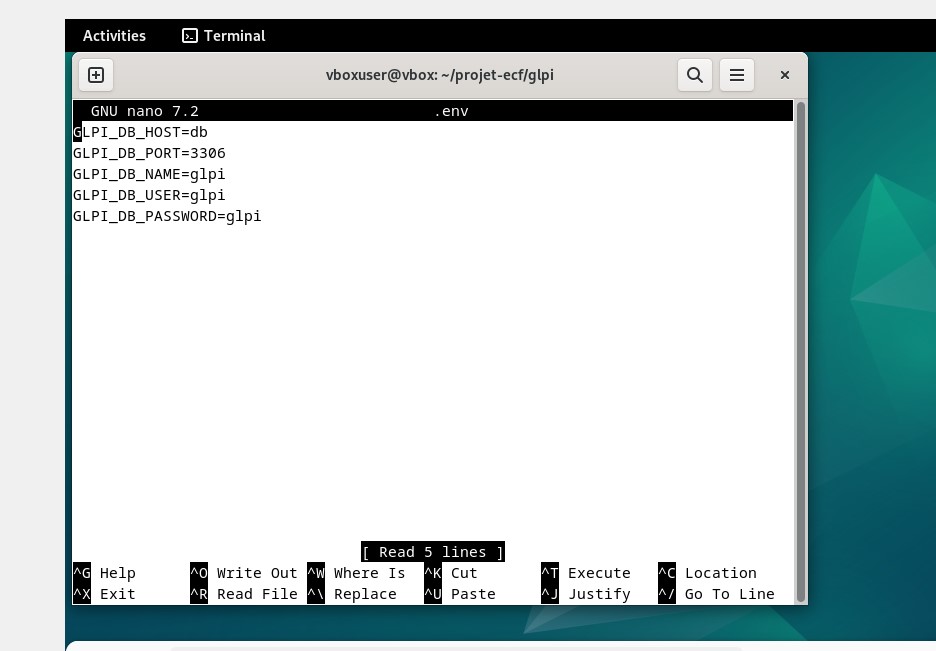 Activities Terminal
vboxuser@vbox: ~/projet-ecf/glpi
GNU nano 7.2 .env
GLPI_DB_HOST=db
GLPI_DB_PORT=3306
GLPI_DB_NAME=glpi
GLPI_DB_USER=glpi
GLPI_DB_PASSWORD=glpi
[ Read 5 lines ]
^G Help ^O Write Out ^W Where Is ^K Cut ^T Execute ^C Location
^X Exit ^R Read File ^\ Replace ^U Paste ^J Justify ^/ Go To Line